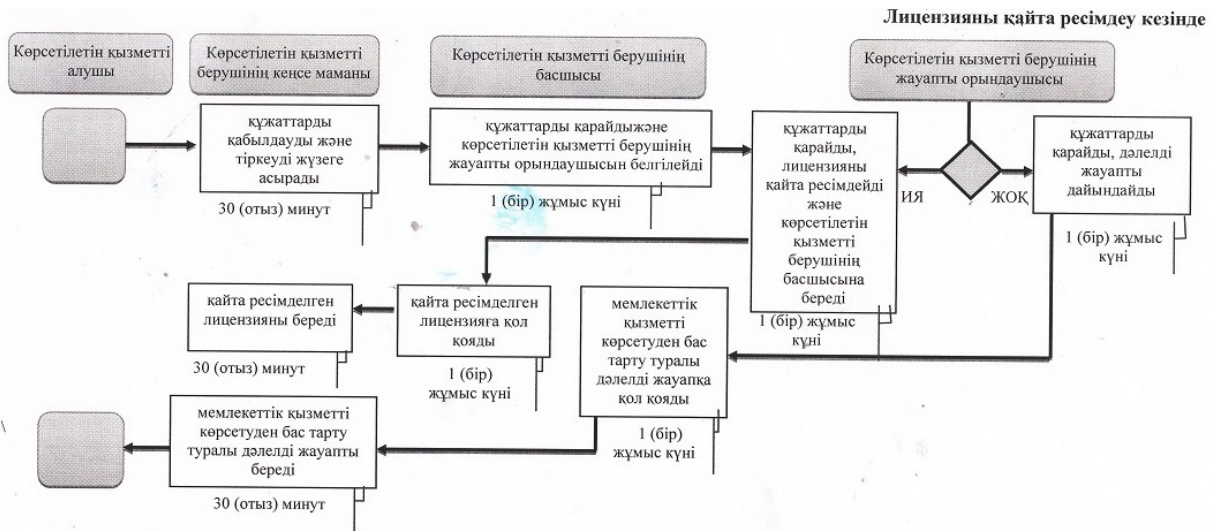 Лицензияны қайта ресімдеу кезінде
Көрсетілетін қызметті
алушы
Көрсетілетін қызметті
берушінің кеңсе маманы
Көрсетілетін қызметті берушінің
басшысы
Көрсетілетін қызметті берушінің
жауапты орындаушысы
құжаттарды
қабылдауды және
тіркеуді жүзеге
асырады
30 (отыз) минут
құжаттарды қарайдыжәне
көрсетілетін қызметті берушінің
жауапты орындаушысын белгілейді
1 (бір) жұмыс күні
құжаттарды
қарайды,
лицензияны
қайта ресімдейді
және
көрсетілетін
қызметті
берушінің
басшысына
береді
1 (бір) жұмыс
күні
ИЯ
ЖОҚ
құжаттарды
қарайды, дәлелді
жауапты
дайындайды
1 (бір) жұмыс
күні
қайта ресімделген
лицензияны береді
30 (отыз) минут
қайта ресімделген
лицензияға қол
қояды
1 (бір)
жұмыс күні
мемлекеттік
қызметті
көрсетуден бас
тарту туралы
дәлелді жауапқа
қол қояды
1 (бір)
жұмыс күні
мемлекеттік қызметті
көрсетуден бас тарту
туралы дәлелді жауапты
береді
30 (отыз) минут